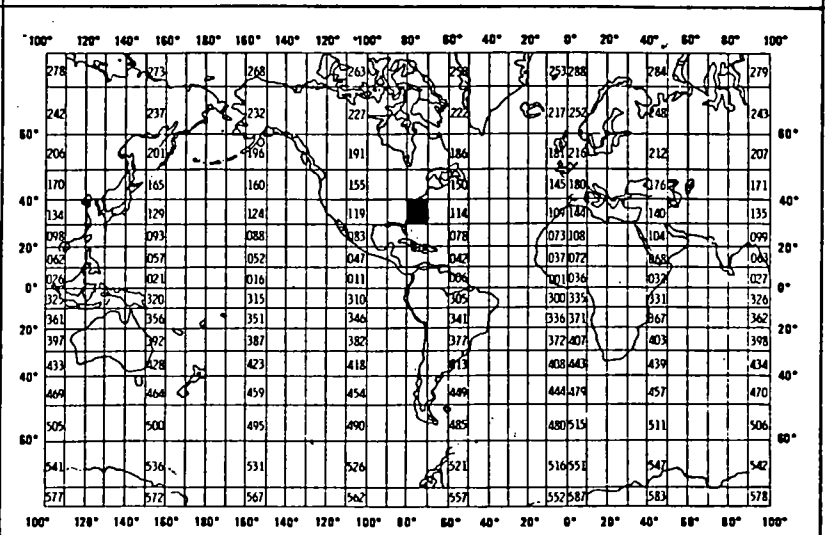 100° 120° 140° 160° 180° 160° 140° 120° 100° 80° 60° 40° 20° 0° 20° 40° 60° 80° 100°
278 273 268 263 258 253 288 284 279
242 237 232 227 222 217 252 248 243
60° 60°
206 201 196 191 186 181 216 212 207
170 165 160 155 150 145 180 176 171
40° 40°
134 129 124 119 114 109 144 140 135
098 093 088 083 078 073 108 104 099
20° 20°
062 057 052 047 042 037 072 068 063
026 021 016 011 006 001 036 032 027
0° 0°
325 320 315 310 305 300 335 331 326
361 356 351 346 341 336 371 367 362
20° 20°
397 392 387 382 377 372 407 403 398
433 428 423 418 413 408 443 439 434
40° 40°
469 464 459 454 449 444 479 457 470
505 500 495 490 485 480 515 511 506
60° 60°
541 536 531 526 521 516 551 547 542
577 572 567 562 557 552 587 583 578
100° 120° 140° 160° 180° 160° 140° 120° 100° 80° 60° 40° 20° 0° 20° 40° 60° 80° 100°